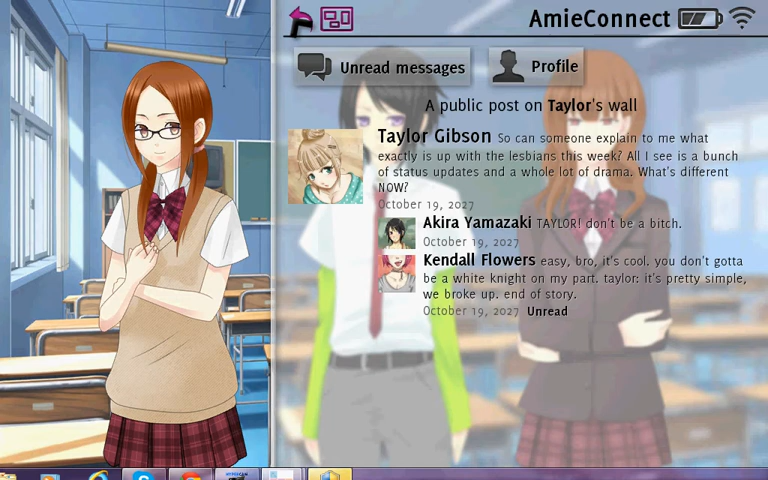 AmieConnect
Unread messages
Profile
A public post on Taylor's wall
Taylor Gibson So can someone explain to me what
exactly is up with the lesbians this week? All I see is a bunch
of status updates and a whole lot of drama. What's different
NOW?
October 19, 2027
Akira Yamazaki TAYLOR! don't be a bitch.
October 19, 2027
Kendall Flowers easy, bro, it's cool. you don't gotta
be a white knight on my part. taylor: it's pretty simple,
we broke up. end of story.
October 19, 2027 Unread